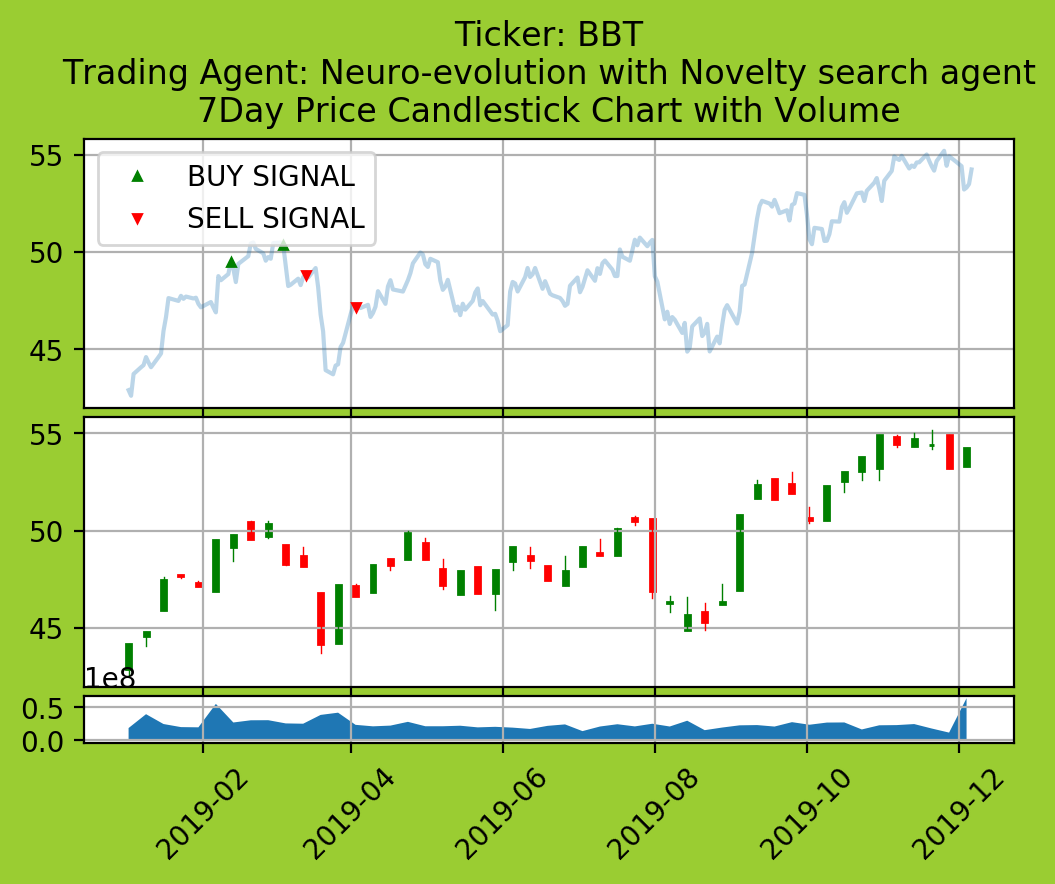 Ticker: BBT
Trading Agent: Neuro-evolution with Novelty search agent
7Day Price Candlestick Chart with Volume
55
BUY SIGNAL
SELL SIGNAL
50
45
55
50
45
1e8
0.5
0.0
2019-02
2019-04
2019-06
2019-08
2019-10
2019-12